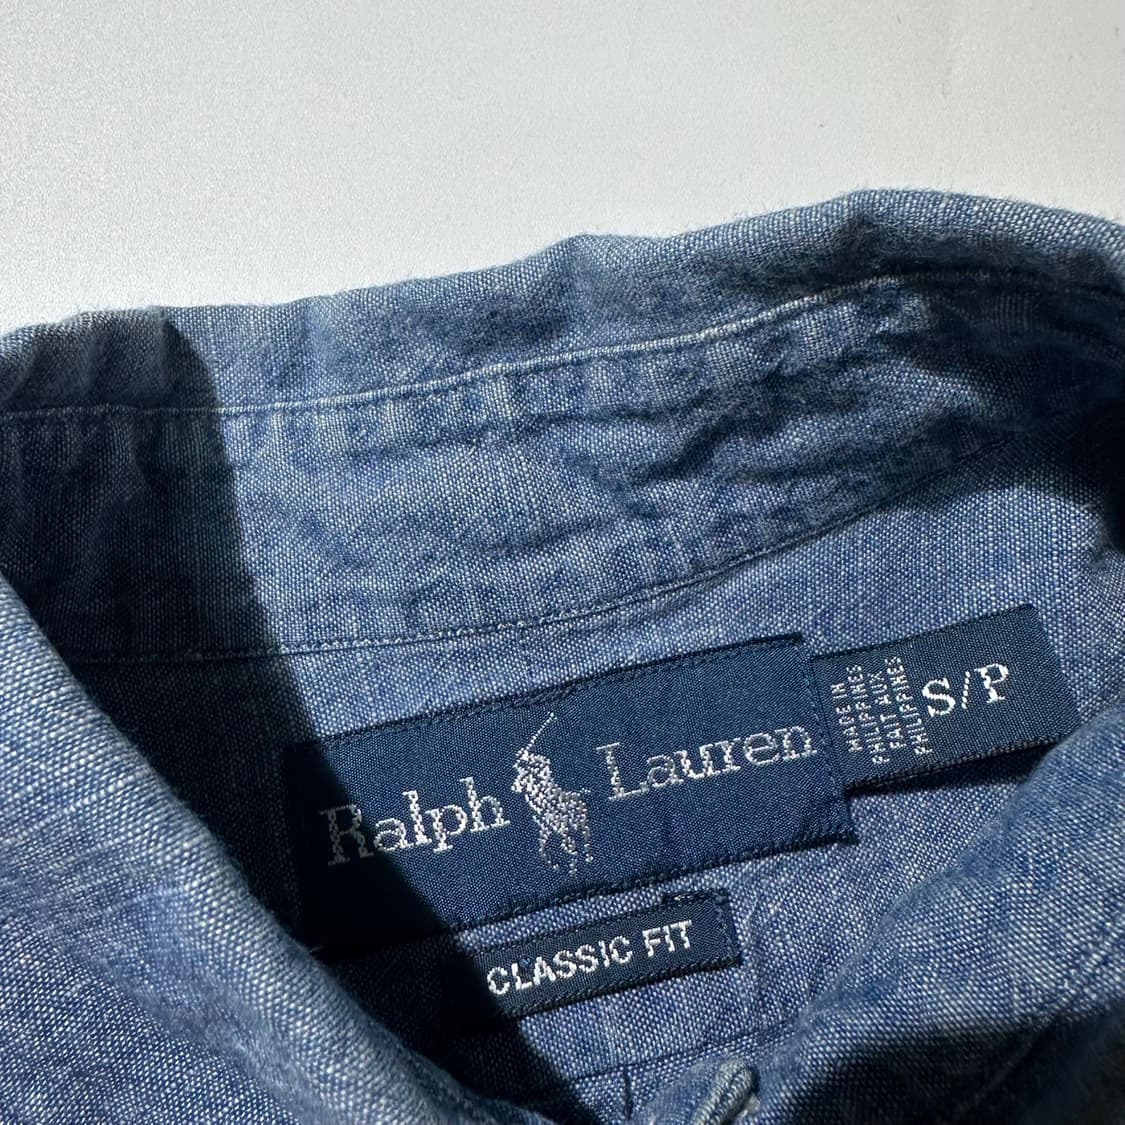 Ralph Lauren
MADE IN
PHILIPPINES
FAIT AUX
PHILIPPINES
S/P
CLASSIC FIT